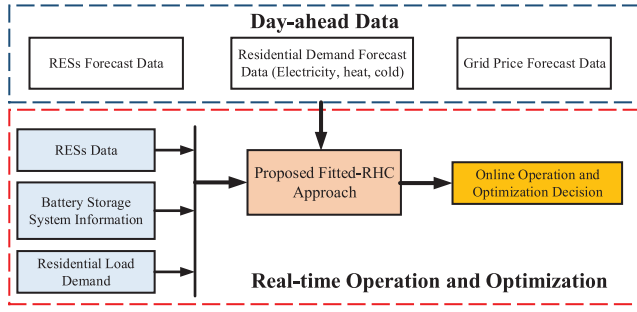 Day-ahead Data
RESs Forecast Data
Residential Demand Forecast
Data (Electricity, heat, cold)
Grid Price Forecast Data
RESs Data
Battery Storage
System Information
Residential Load
Demand
Proposed Fitted-RHC
Approach
Online Operation and
Optimization Decision
Real-time Operation and Optimization